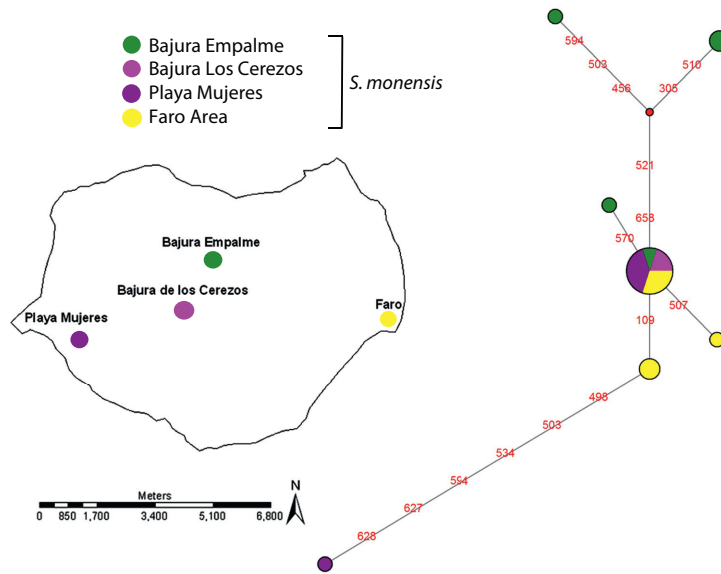 Bajura Empalme
Bajura Los Cerezos
Playa Mujeres
Faro Area
S. monensis
Bajura Empalme
Bajura de los Cerezos
Playa Mujeres
Faro
Meters
N
0 850 1,700 3,400 5,100 6,800
594
503
456
510
305
521
658
570
507
109
498
503
534
594
627
628